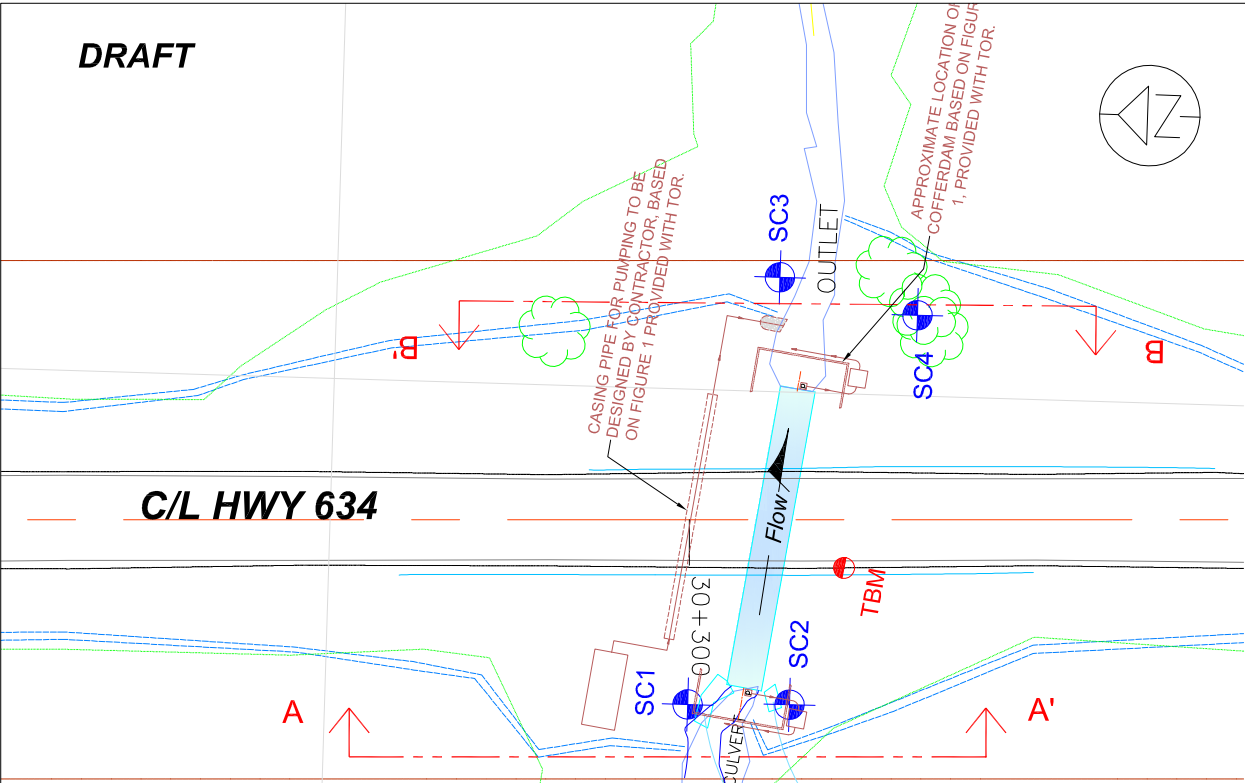 DRAFT
APPROXIMATE LOCATION OF
COFFERDAM BASED ON FIGURE
1, PROVIDED WITH TOR.
N
CASING PIPE FOR PUMPING TO BE
DESIGNED BY CONTRACTOR, BASED
ON FIGURE 1 PROVIDED WITH TOR.
SC3
OUTLET
B'
B
SC4
C/L HWY 634
Flow
TBM
30+300
SC1
SC2
P
P
A
A'